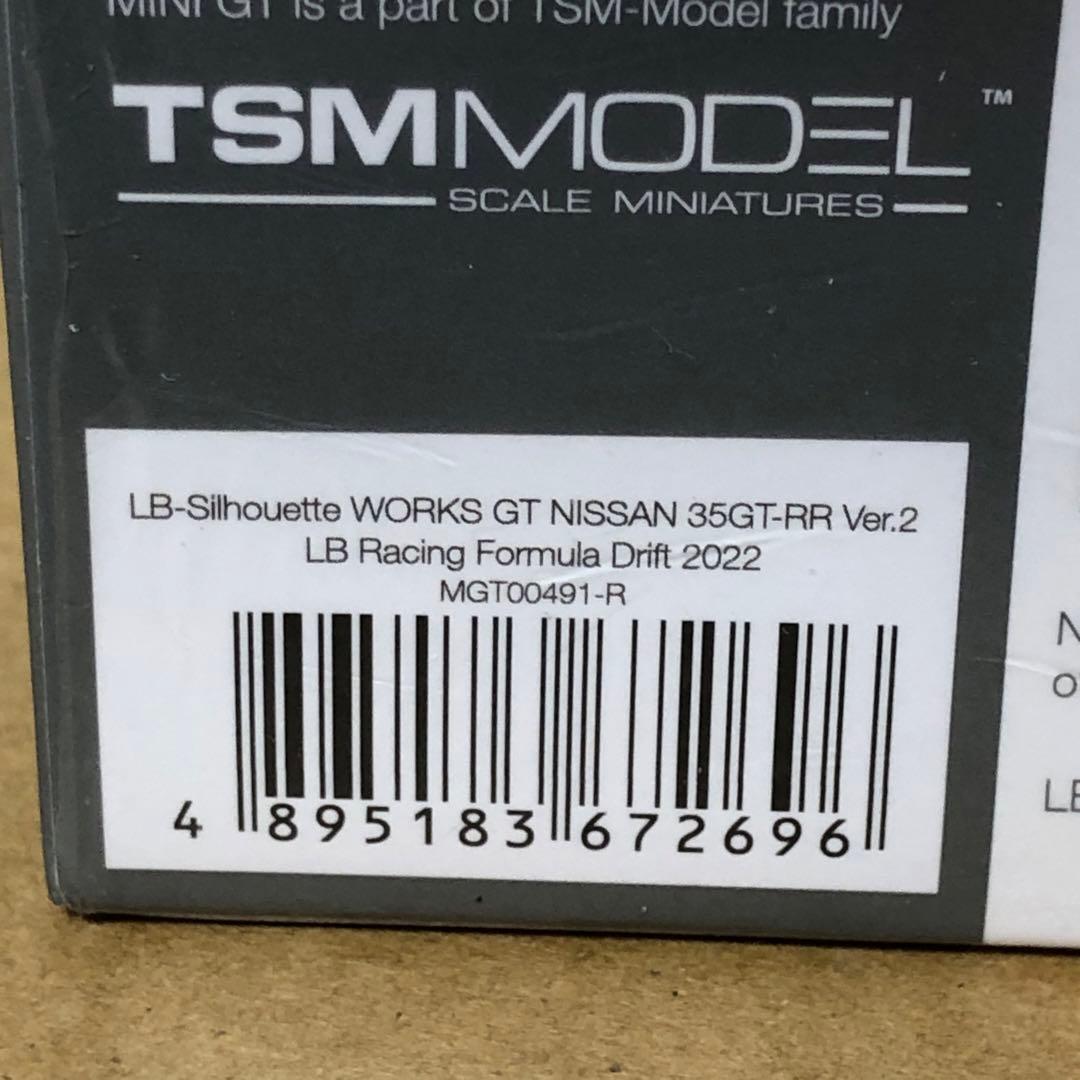 MINI GT is a part of TSM-Model family
TSMMODEL™
SCALE MINIATURES
LB-Silhouette WORKS GT NISSAN 35GT-RR Ver.2
LB Racing Formula Drift 2022
MGT00491-R
4 895183 672696